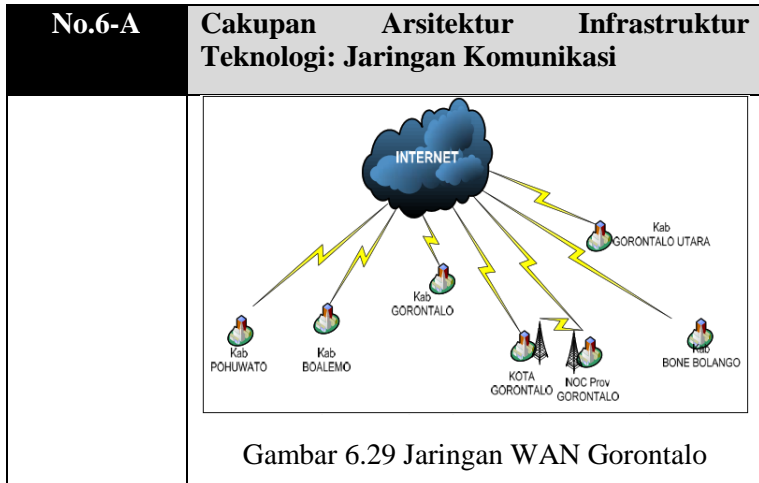 No.6-A
Cakupan Arsitektur Infrastruktur
Teknologi: Jaringan Komunikasi
INTERNET
Kab
GORONTALO UTARA
Kab
GORONTALO
Kab
POHUWATO
Kab
BOALEMO
KOTA
GORONTALO
NOC Prov
GORONTALO
Kab
BONE BOLANGO
Gambar 6.29 Jaringan WAN Gorontalo